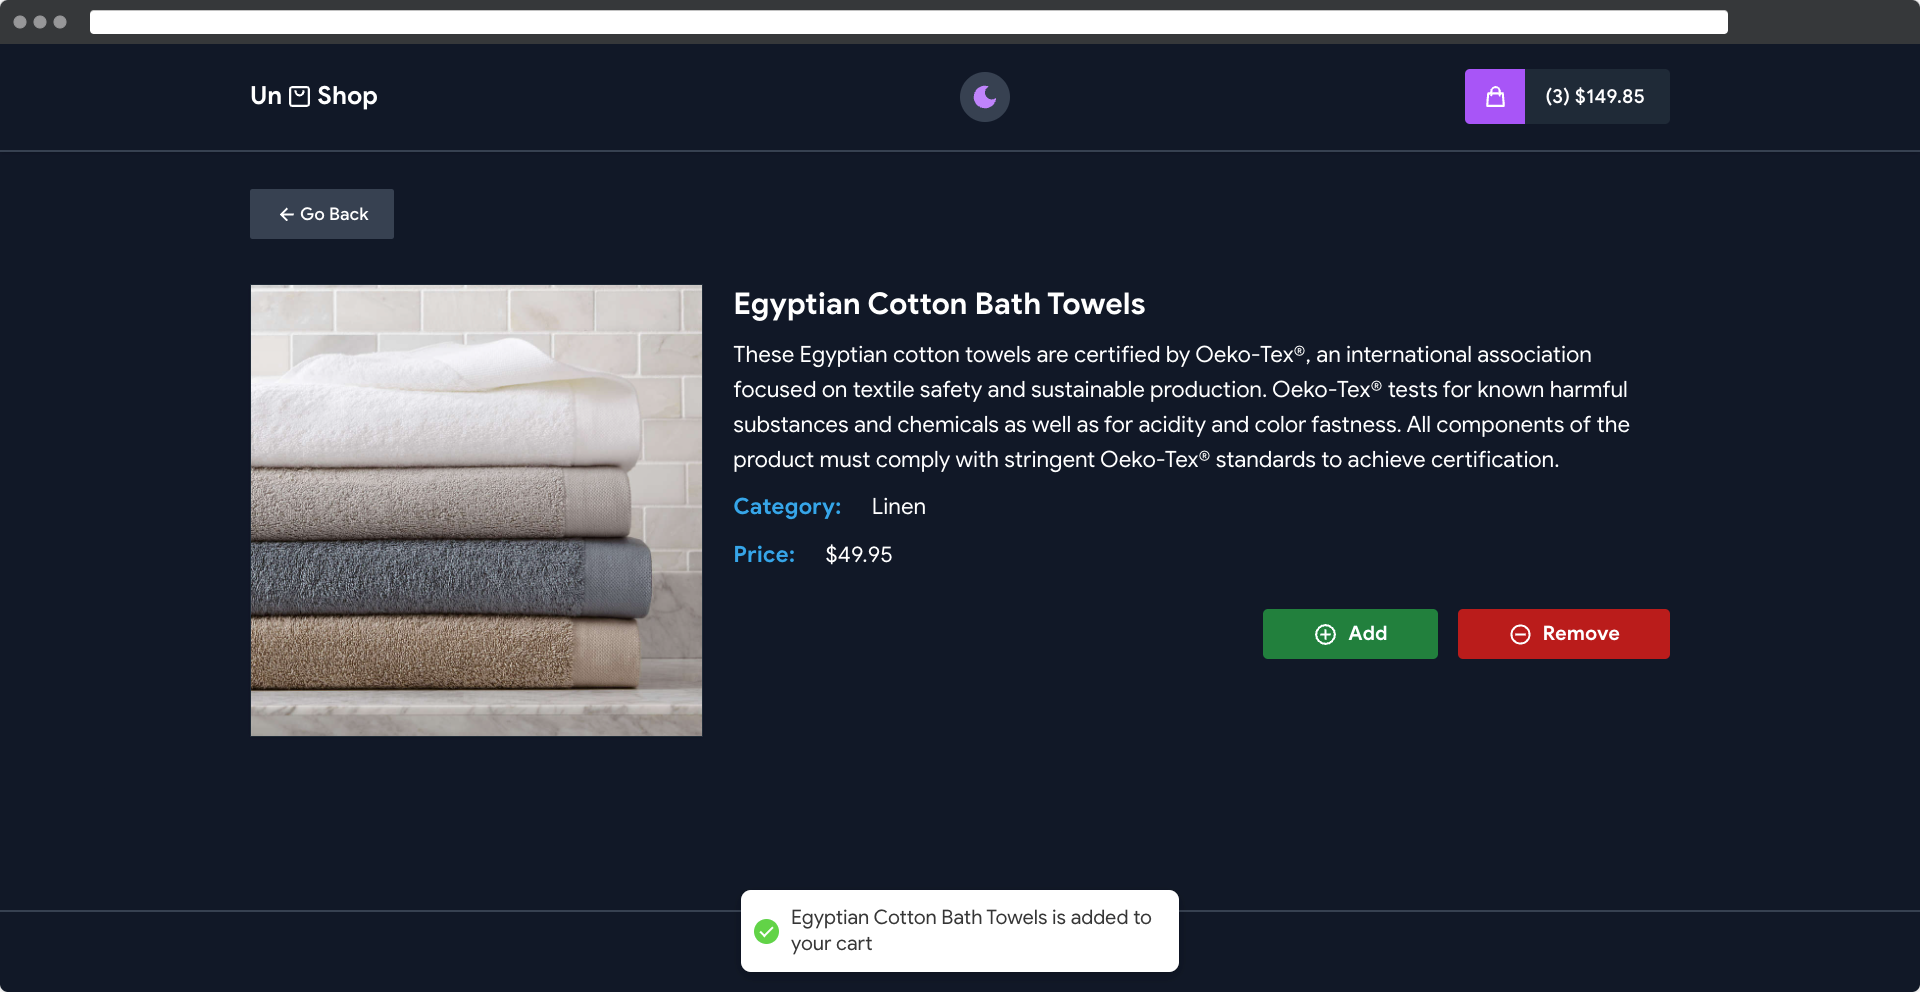 Un Shop
(3) $149.85
Go Back
Egyptian Cotton Bath Towels
These Egyptian cotton towels are certified by Oeko-Tex®, an international association
focused on textile safety and sustainable production. Oeko-Tex® tests for known harmful
substances and chemicals as well as for acidity and color fastness. All components of the
product must comply with stringent Oeko-Tex® standards to achieve certification.
Category: Linen
Price: $49.95
Add
Remove
Egyptian Cotton Bath Towels is added to
your cart